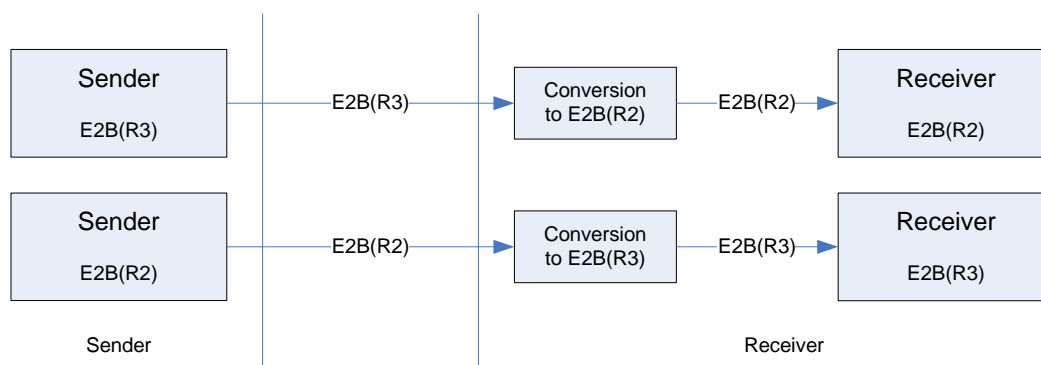 Sender
E2B(R3)
E2B(R3)
Conversion
to E2B(R2)
E2B(R2)
Receiver
E2B(R2)
Sender
E2B(R2)
E2B(R2)
Conversion
to E2B(R3)
E2B(R3)
Receiver
E2B(R3)
Sender
Receiver